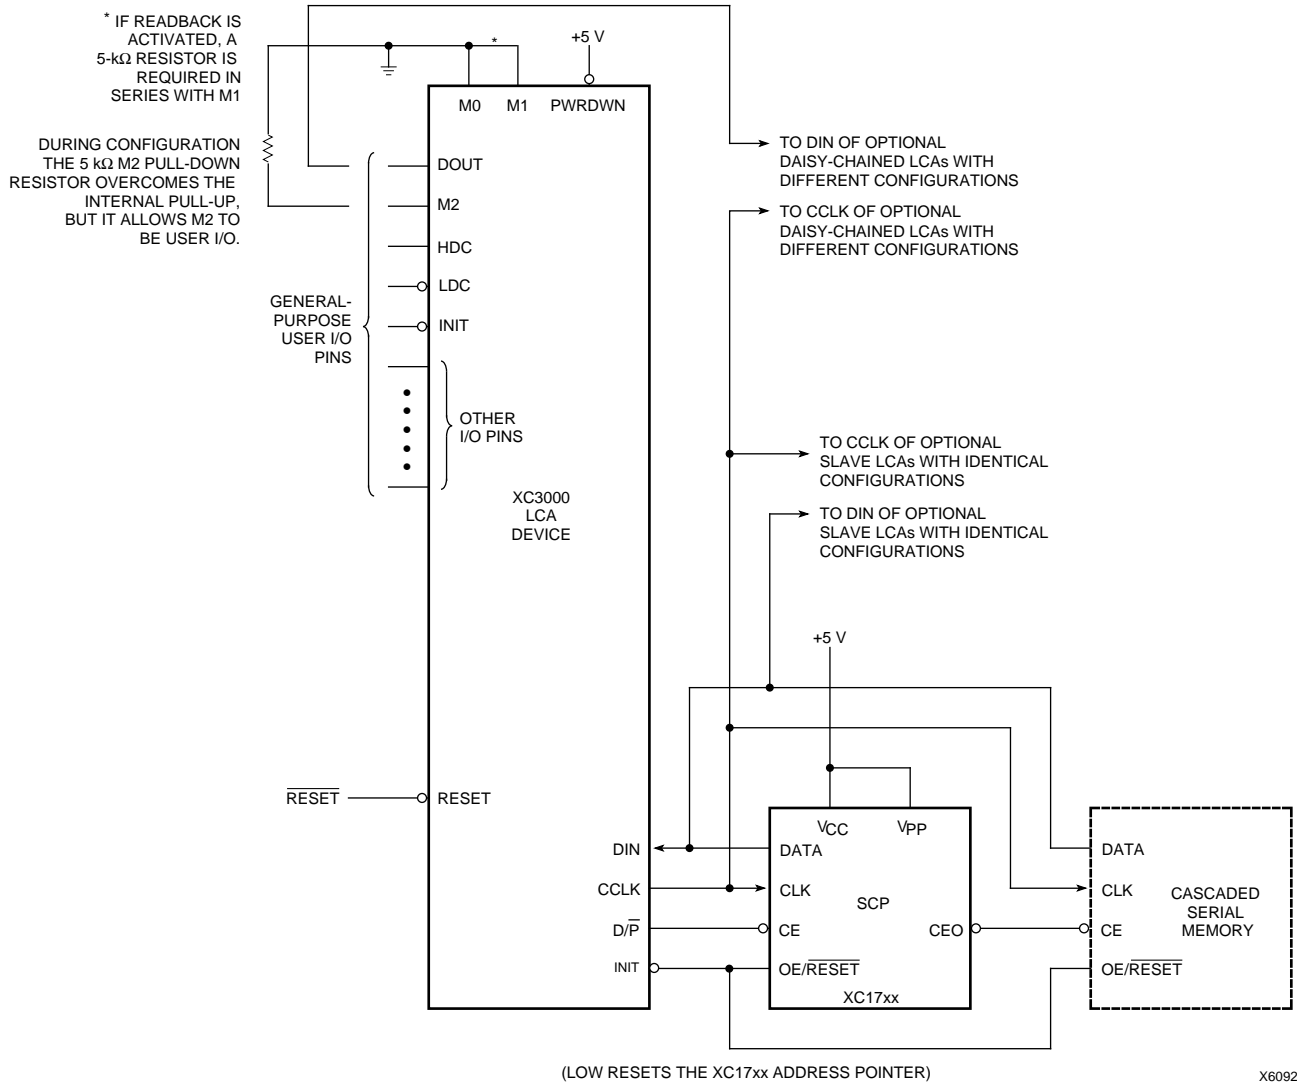 * IF READBACK IS
ACTIVATED, A
5-kΩ RESISTOR IS
REQUIRED IN
SERIES WITH M1
*
+5 V
M0
M1
PWRDWN
DURING CONFIGURATION
THE 5 kΩ M2 PULL-DOWN
RESISTOR OVERCOMES THE
INTERNAL PULL-UP,
BUT IT ALLOWS M2 TO
BE USER I/O.
DOUT
M2
HDC
LDC
INIT
GENERAL-
PURPOSE
USER I/O
PINS
OTHER
I/O PINS
XC3000
LCA
DEVICE
TO DIN OF OPTIONAL
DAISY-CHAINED LCAs WITH
DIFFERENT CONFIGURATIONS
TO CCLK OF OPTIONAL
DAISY-CHAINED LCAs WITH
DIFFERENT CONFIGURATIONS
TO CCLK OF OPTIONAL
SLAVE LCAs WITH IDENTICAL
CONFIGURATIONS
TO DIN OF OPTIONAL
SLAVE LCAs WITH IDENTICAL
CONFIGURATIONS
+5 V
RESET
RESET
DIN
CCLK
D/P
INIT
VCC
VPP
DATA
CLK
SCP
CE
CEO
OE/RESET
XC17xx
DATA
CLK
CE
OE/RESET
CASCADED
SERIAL
MEMORY
(LOW RESETS THE XC17xx ADDRESS POINTER)
X6092